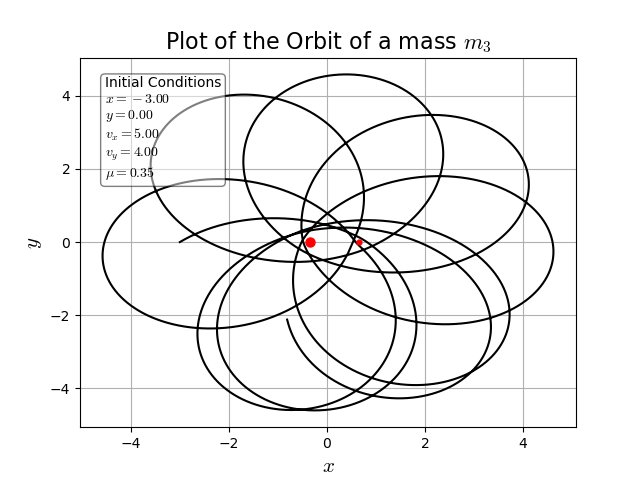 Plot of the Orbit of a mass m₃
Initial Conditions
x = −3.00
y = 0.00
vₓ = 5.00
v_y = 4.00
μ = 0.35
4
2
0
−2
−4
y
−4
−2
0
2
4
x